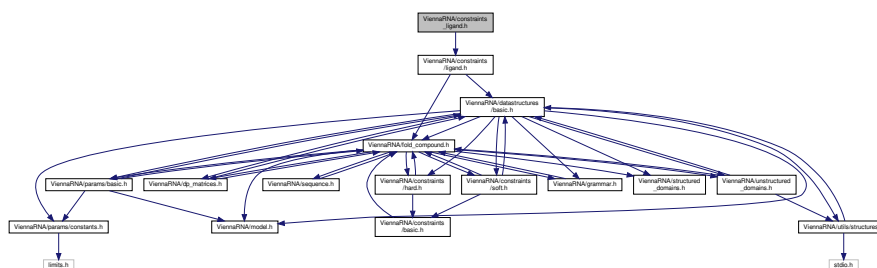 ViennaRNA/constraints
_ligand.h
ViennaRNA/constraints
/ligand.h
ViennaRNA/datastructures
/basic.h
ViennaRNA/fold_compound.h
ViennaRNA/params/basic.h
ViennaRNA/dp_matrices.h
ViennaRNA/sequence.h
ViennaRNA/constraints
/hard.h
ViennaRNA/constraints
/soft.h
ViennaRNA/grammar.h
ViennaRNA/structured
_domains.h
ViennaRNA/unstructured
_domains.h
ViennaRNA/params/constants.h
ViennaRNA/model.h
ViennaRNA/constraints
/basic.h
ViennaRNA/utils/structures.h
limits.h
stdio.h